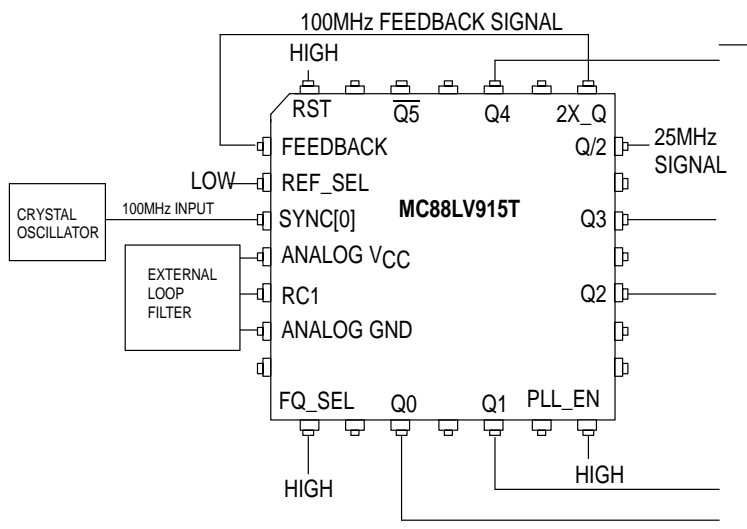 100MHz FEEDBACK SIGNAL
HIGH
RST
Q5
Q4
2X_Q
FEEDBACK
Q/2
25MHz
SIGNAL
LOW
REF_SEL
MC88LV915T
CRYSTAL
OSCILLATOR
100MHz INPUT
SYNC[0]
Q3
ANALOG VCC
EXTERNAL
LOOP
FILTER
RC1
Q2
ANALOG GND
FQ_SEL
Q0
Q1
PLL_EN
HIGH
HIGH